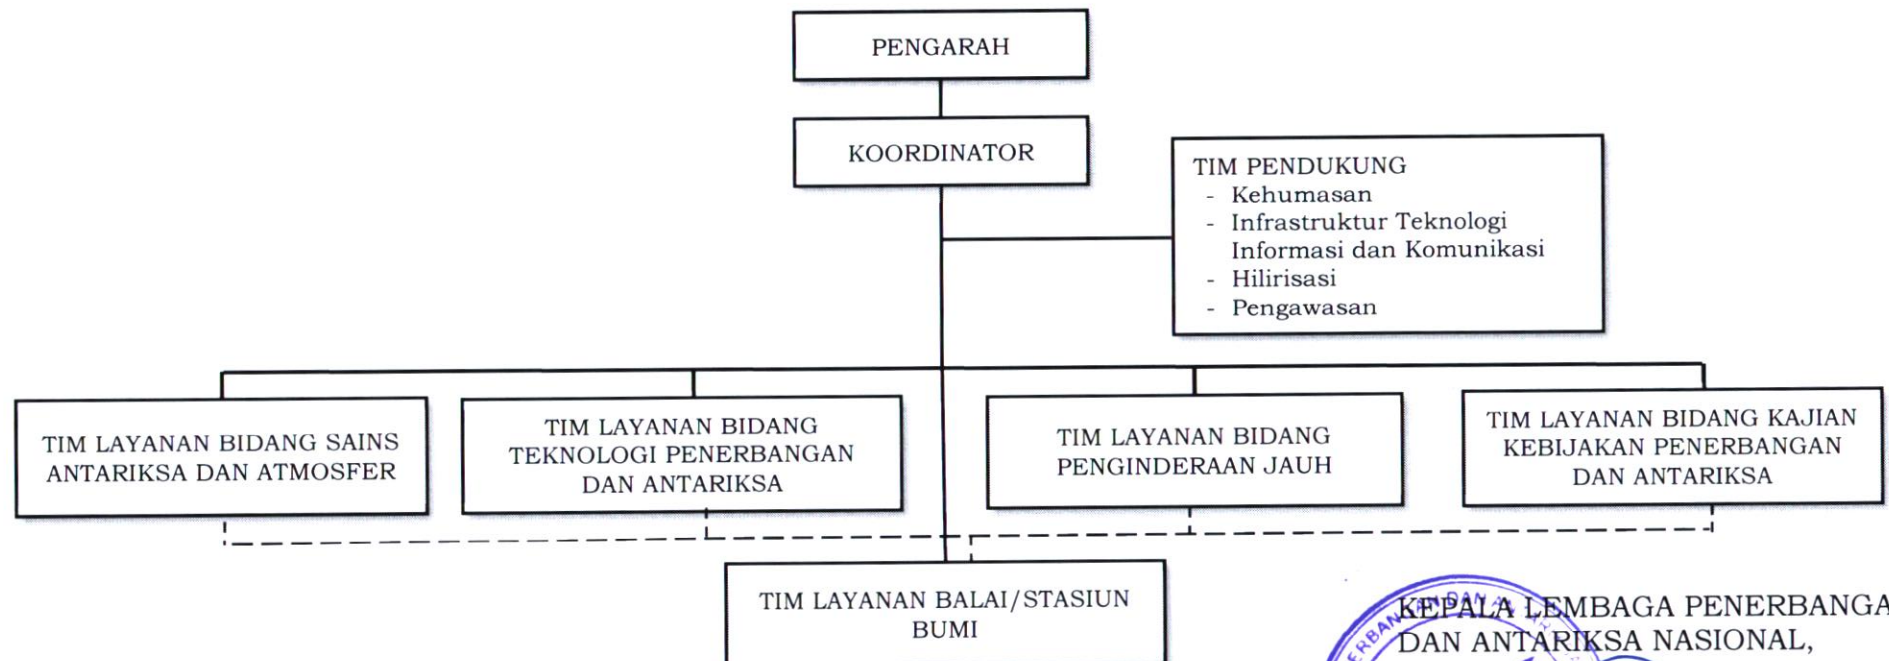 PENGARAH
KOORDINATOR
TIM PENDUKUNG
- Kehumasan
- Infrastruktur Teknologi
Informasi dan Komunikasi
- Hilirisasi
- Pengawasan
TIM LAYANAN BIDANG SAINS
ANTARIKSA DAN ATMOSFER
TIM LAYANAN BIDANG
TEKNOLOGI PENERBANGAN
DAN ANTARIKSA
TIM LAYANAN BIDANG
PENGINDERAAN JAUH
TIM LAYANAN BIDANG KAJIAN
KEBIJAKAN PENERBANGAN
DAN ANTARIKSA
TIM LAYANAN BALAI/STASIUN
BUMI
KEPALA LEMBAGA PENERBANGA
DAN ANTARIKSA NASIONAL,